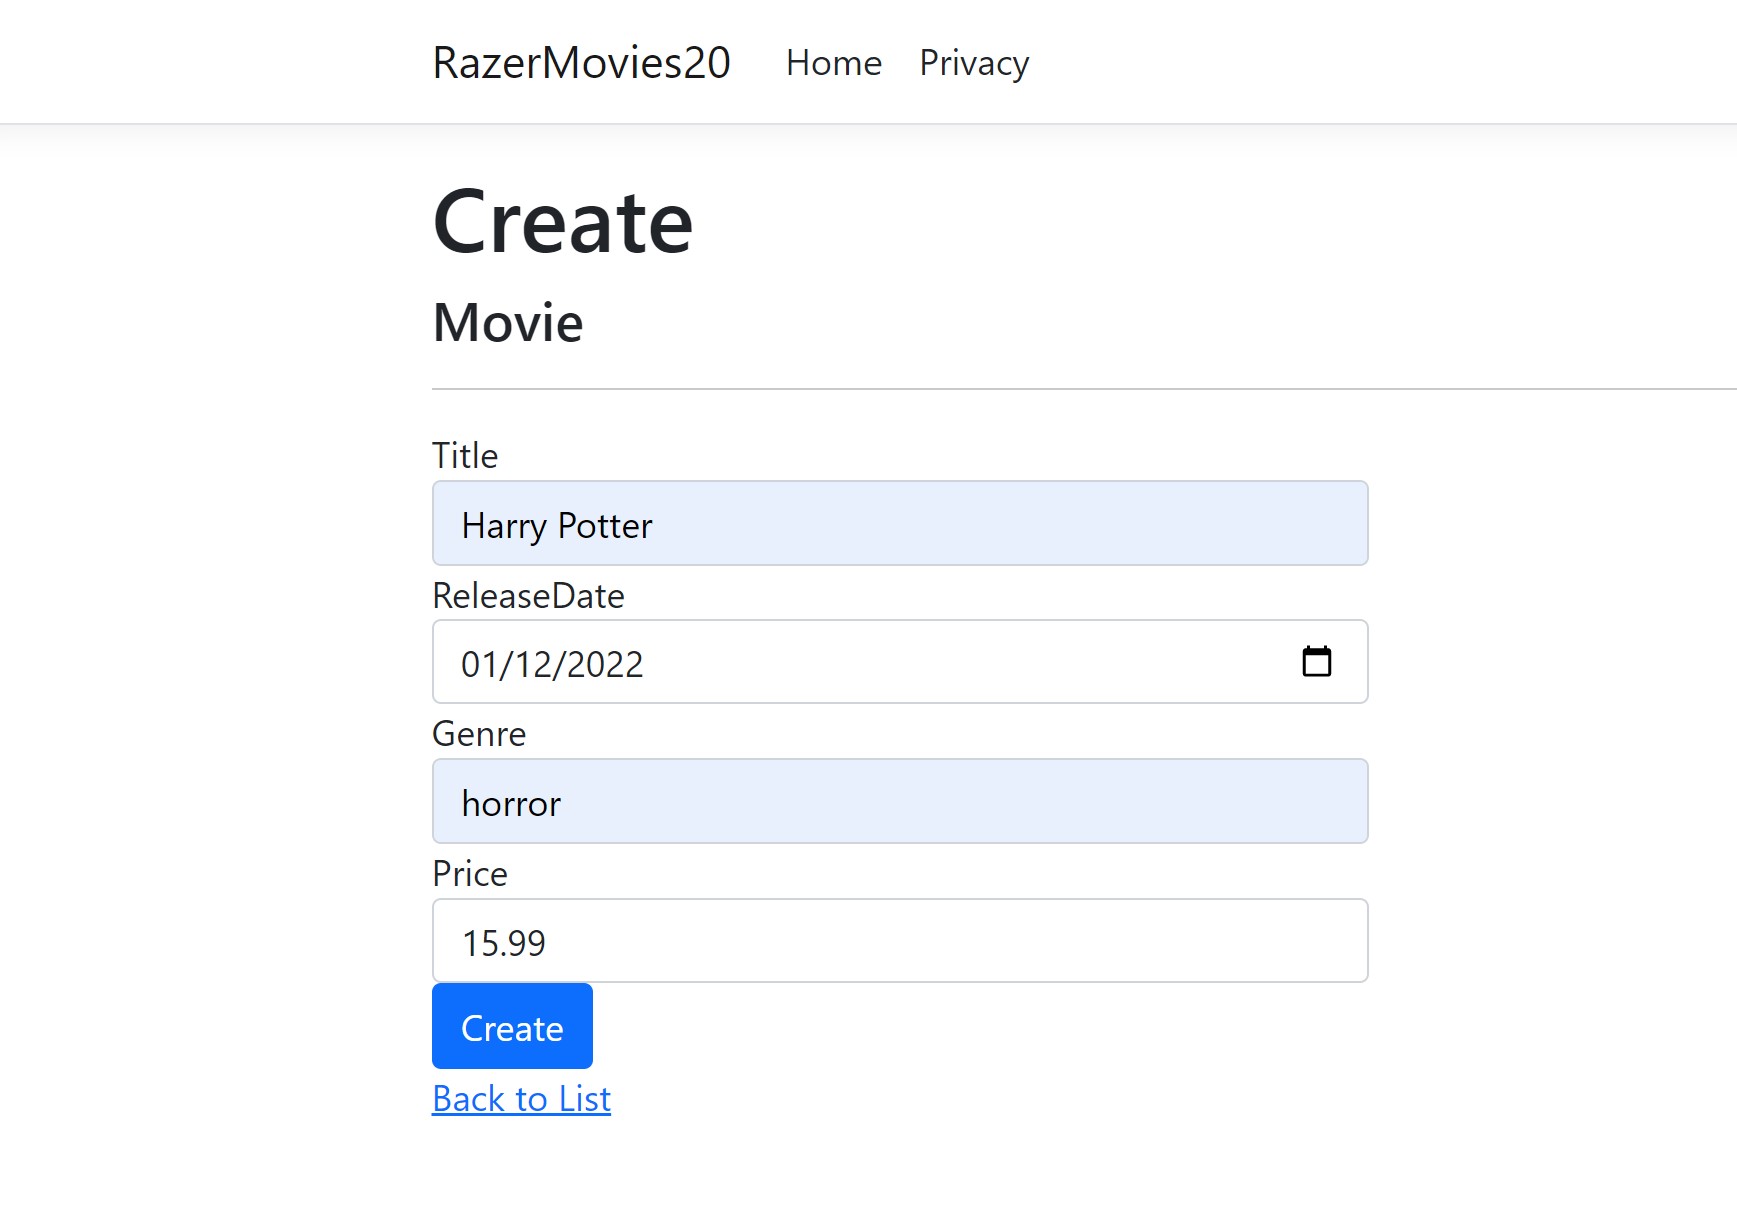 RazerMovies20 Home Privacy
Create
Movie
Title
Harry Potter
ReleaseDate
01/12/2022
Genre
horror
Price
15.99
Create
Back to List